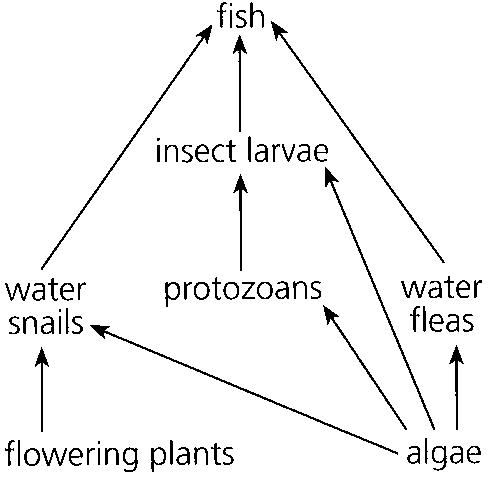 fish
insect larvae
water
snails
protozoans
water
fleas
flowering plants
algae